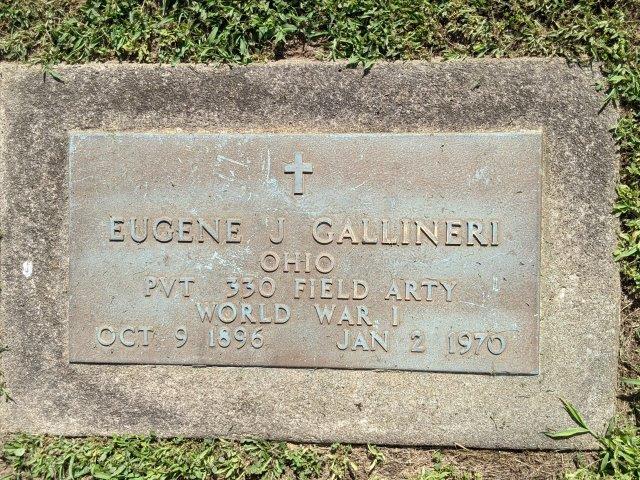 EUGENE J GALLINERI
OHIO
PVT 330 FIELD ARTY
WORLD WAR I
OCT 9 1896 JAN 2 1970